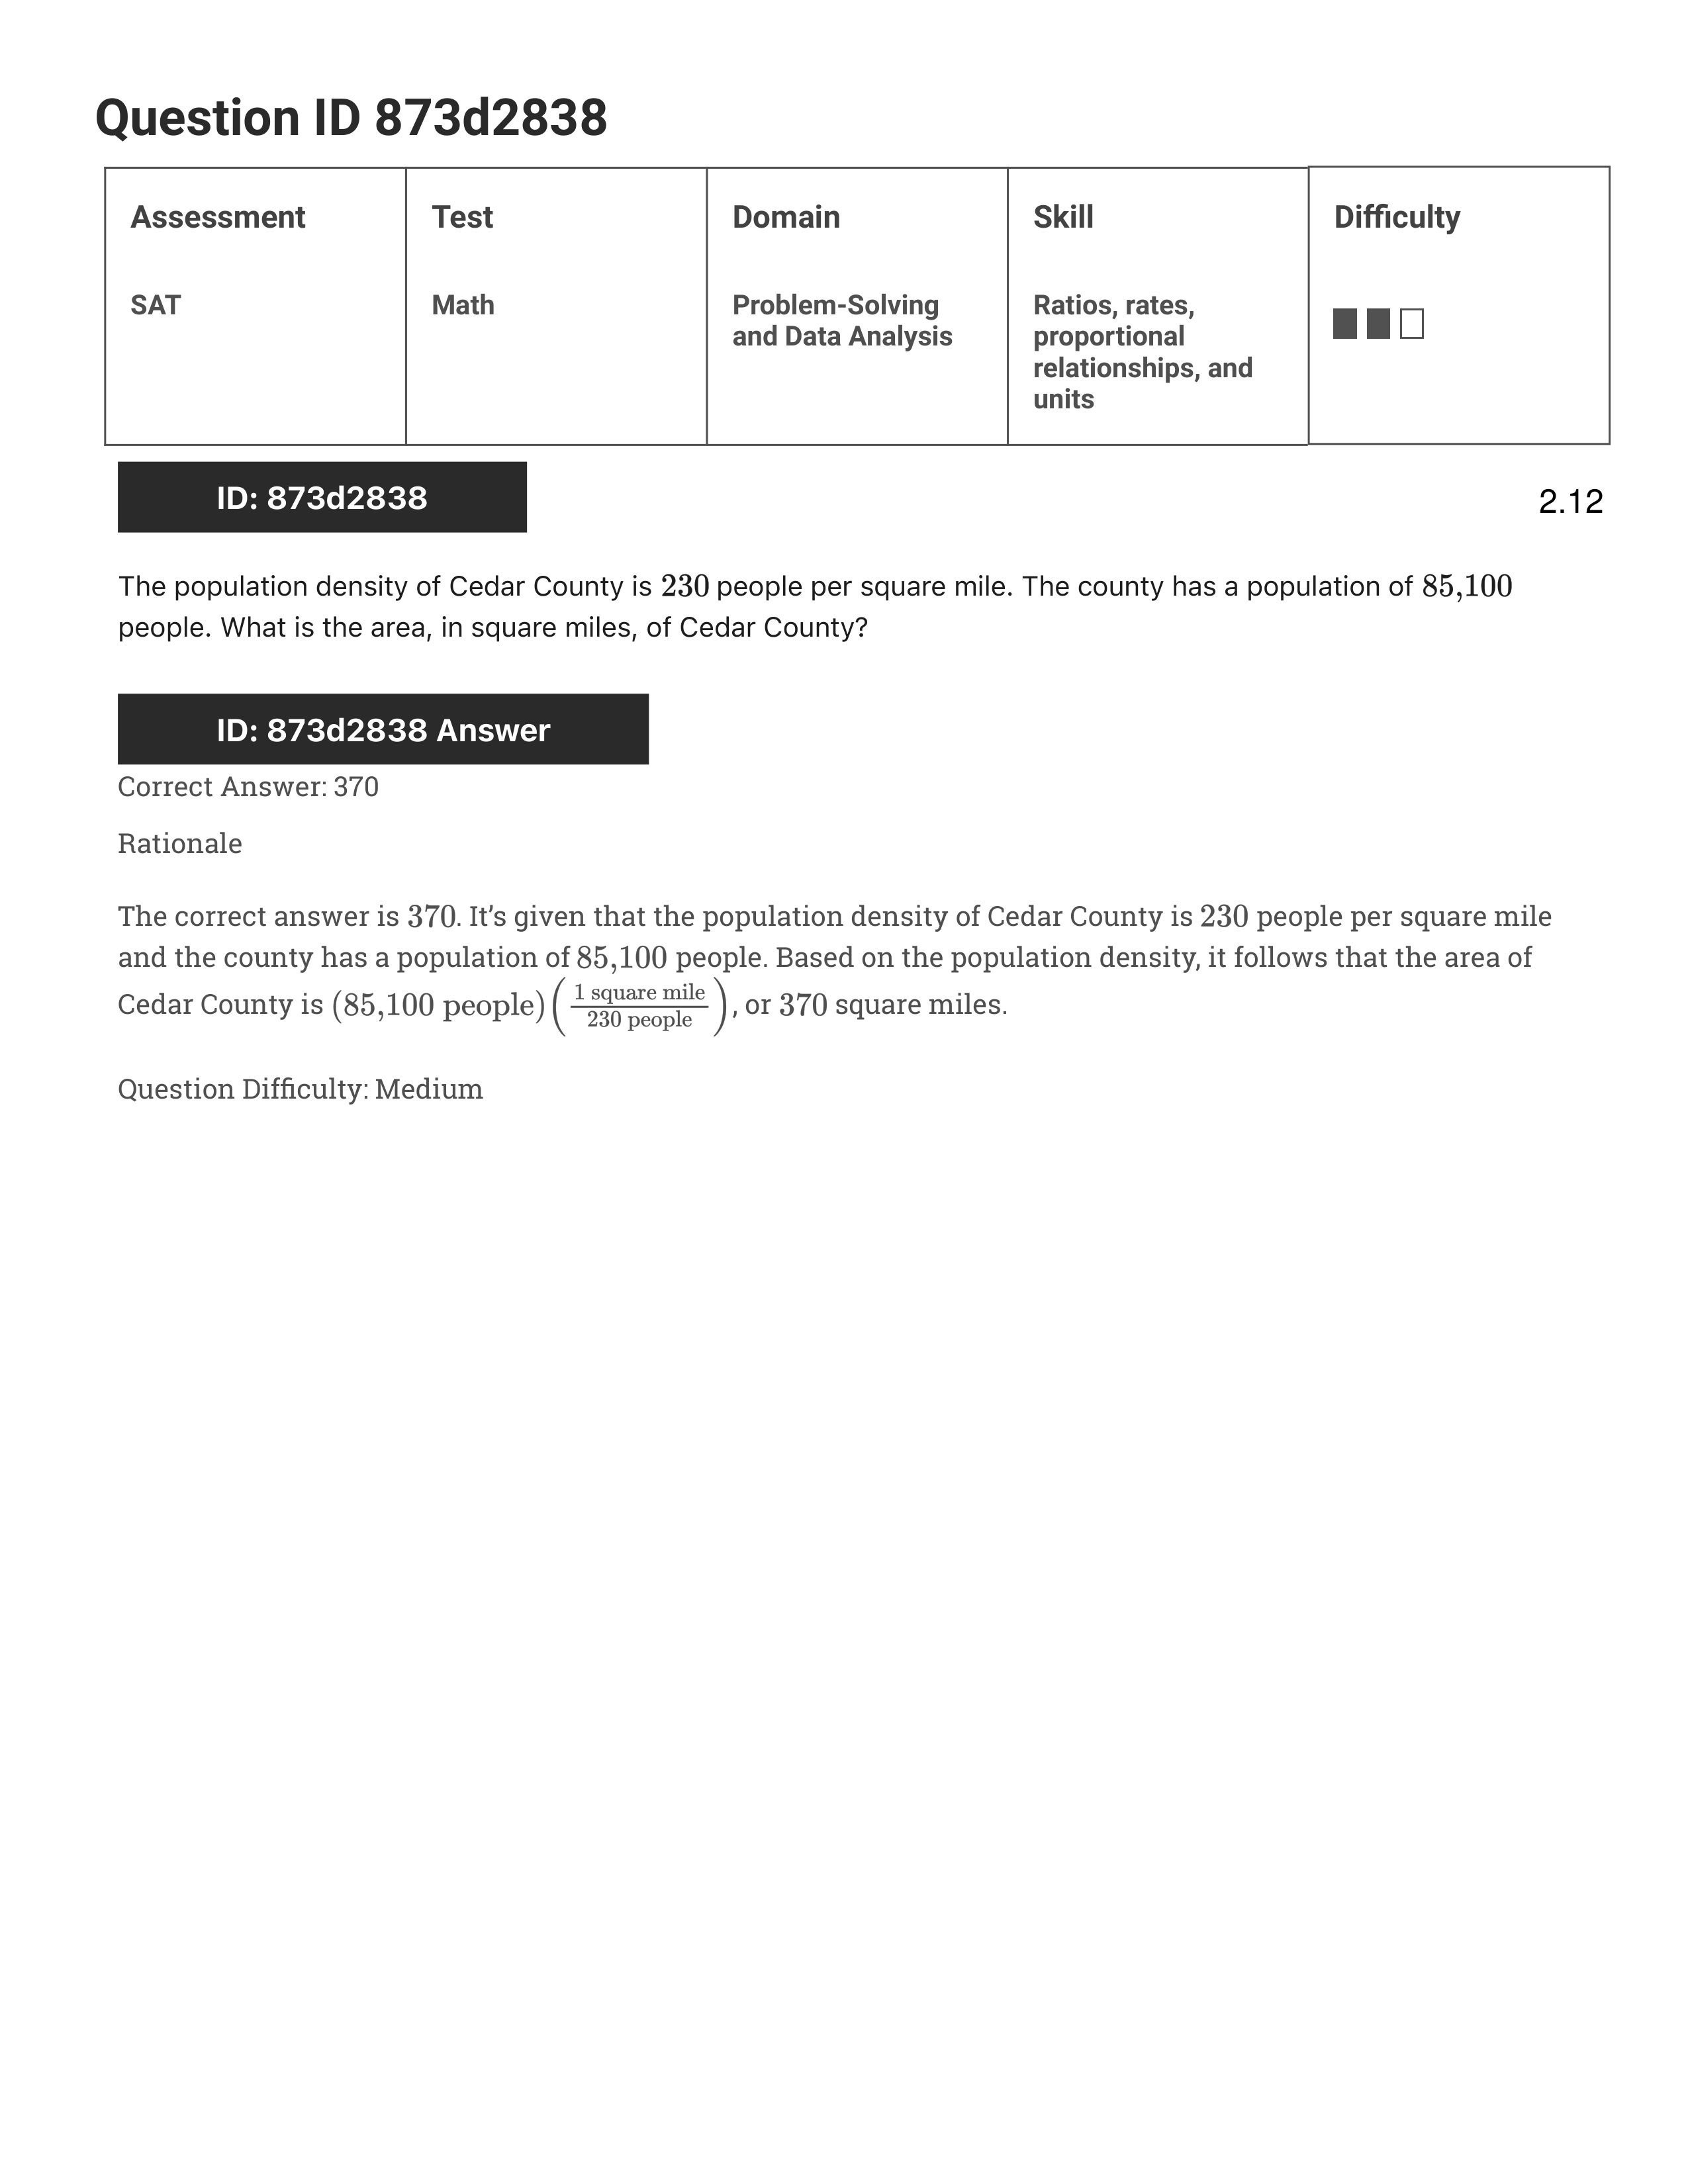 Question ID 873d2838
Assessment Test Domain Skill Difficulty
SAT Math Problem-Solving and Data Analysis Ratios, rates, proportional relationships, and units
ID: 873d2838
2.12
The population density of Cedar County is 230 people per square mile. The county has a population of 85,100
people. What is the area, in square miles, of Cedar County?
ID: 873d2838 Answer
Correct Answer: 370
Rationale
The correct answer is 370. It's given that the population density of Cedar County is 230 people per square mile
and the county has a population of 85,100 people. Based on the population density, it follows that the area of
Cedar County is (85,100 people)(1 square mile/230 people), or 370 square miles.
Question Difficulty: Medium